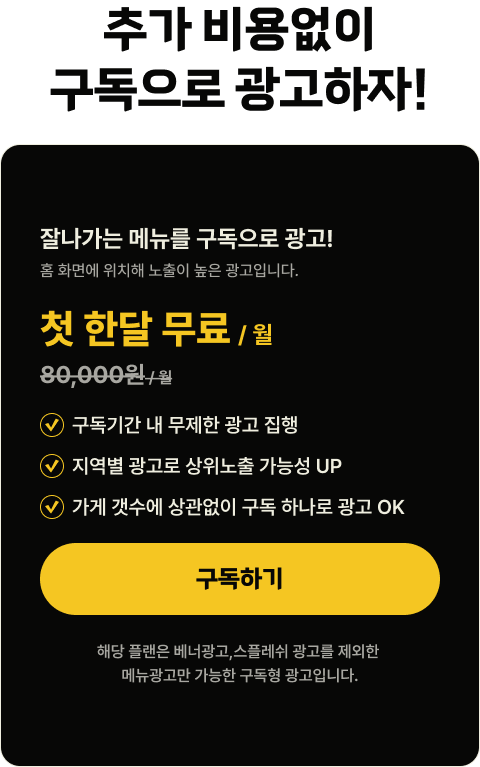 추가 비용없이
구독으로 광고하자!
잘나가는 메뉴를 구독으로 광고!
홈 화면에 위치해 노출이 높은 광고입니다.
첫 한달 무료 / 월
80,000원 / 월
구독기간 내 무제한 광고 집행
지역별 광고로 상위노출 가능성 UP
가게 갯수에 상관없이 구독 하나로 광고 OK
구독하기
해당 플랜은 베너광고,스플레쉬 광고를 제외한
메뉴광고만 가능한 구독형 광고입니다.